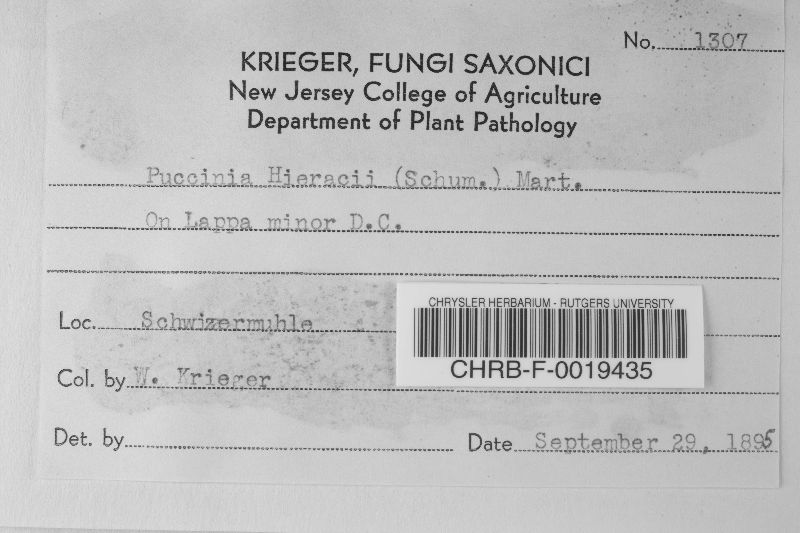 No. 1307
KRIEGER, FUNGI SAXONICI
New Jersey College of Agriculture
Department of Plant Pathology
Puccinia Hieracii (Schum.) Mart.
On Lappa minor D.C.
CHRYSLER HERBARIUM - RUTGERS UNIVERSITY
CHRB-F-0019435
Loc. Schwizermuhle
Col. by W. Krieger
Det. by
Date September 29, 1895